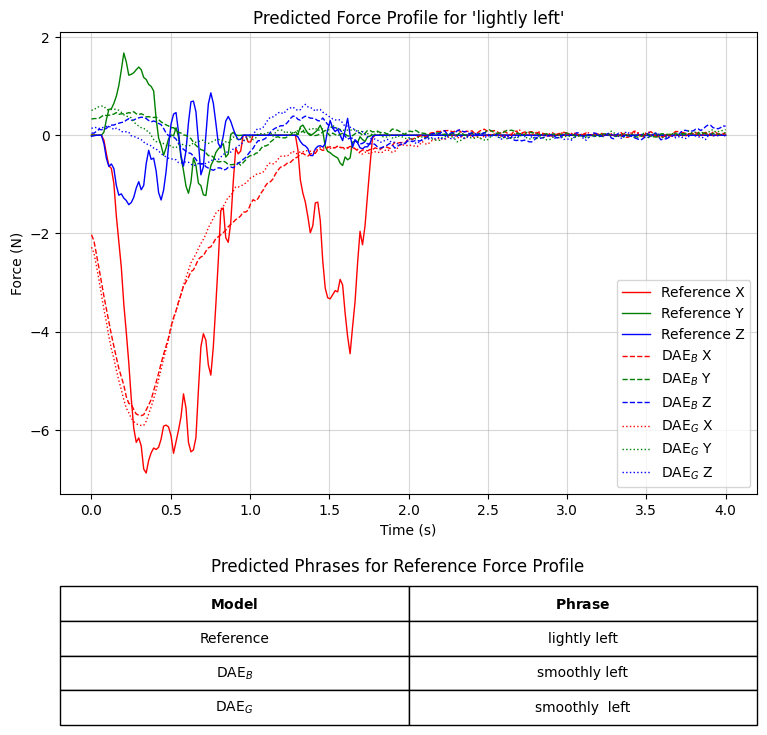 Predicted Force Profile for 'lightly left'
2
0
−2
−4
−6
Force (N)
Reference X
Reference Y
Reference Z
DAE_B X
DAE_B Y
DAE_B Z
DAE_G X
DAE_G Y
DAE_G Z
0.0 0.5 1.0 1.5 2.0 2.5 3.0 3.5 4.0
Time (s)
Predicted Phrases for Reference Force Profile
Model Phrase
Reference lightly left
DAE_B smoothly left
DAE_G smoothly  left